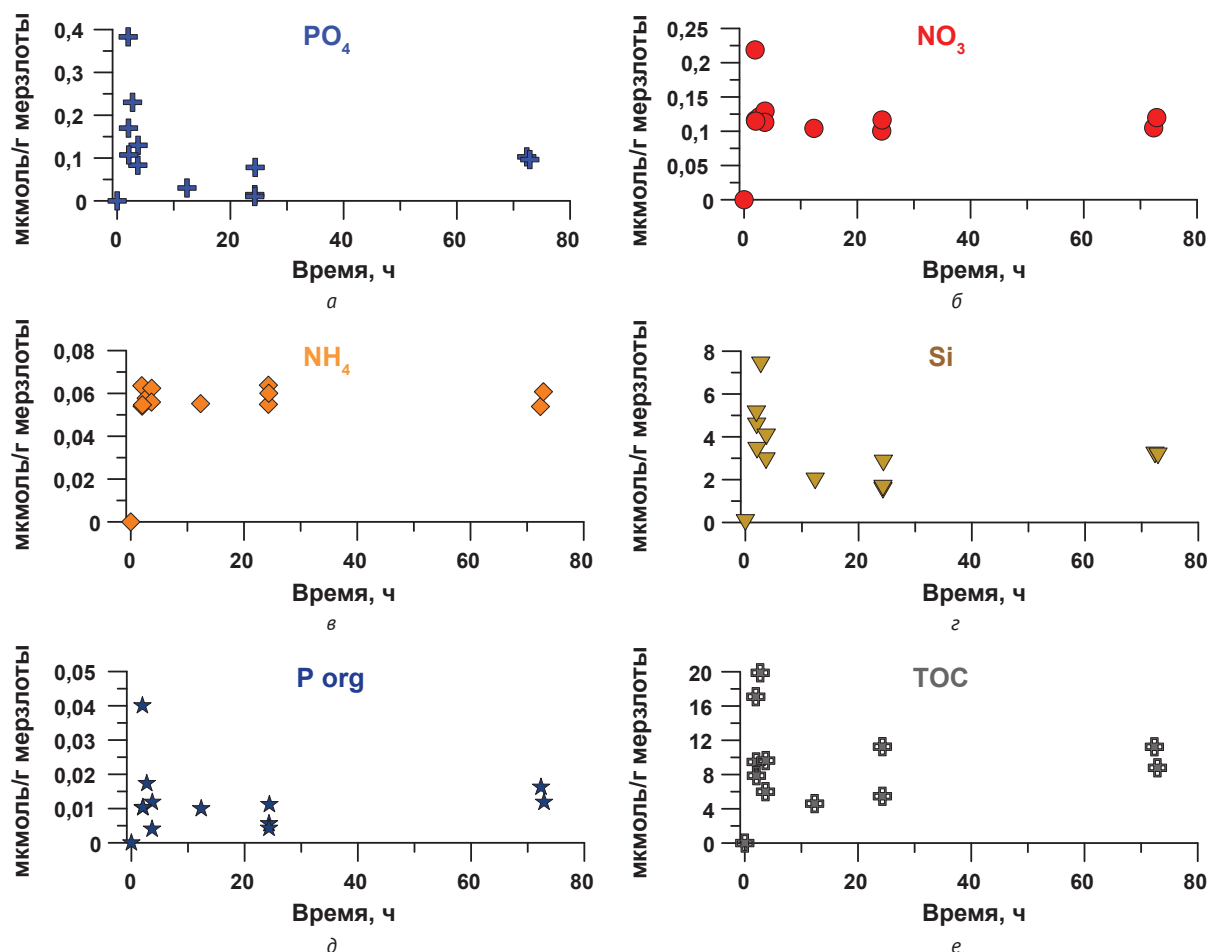 PO4
мкмоль/г мерзлоты
0,4
0,3
0,2
0,1
0
0 20 40 60 80
Время, ч
а
NO3
мкмоль/г мерзлоты
0,25
0,2
0,15
0,1
0,05
0
0 20 40 60 80
Время, ч
б
NH4
мкмоль/г мерзлоты
0,08
0,06
0,04
0,02
0
0 20 40 60 80
Время, ч
в
Si
мкмоль/г мерзлоты
8
6
4
2
0
0 20 40 60 80
Время, ч
г
P org
мкмоль/г мерзлоты
0,05
0,04
0,03
0,02
0,01
0
0 20 40 60 80
Время, ч
д
TOC
мкмоль/г мерзлоты
20
16
12
8
4
0
0 20 40 60 80
Время, ч
е